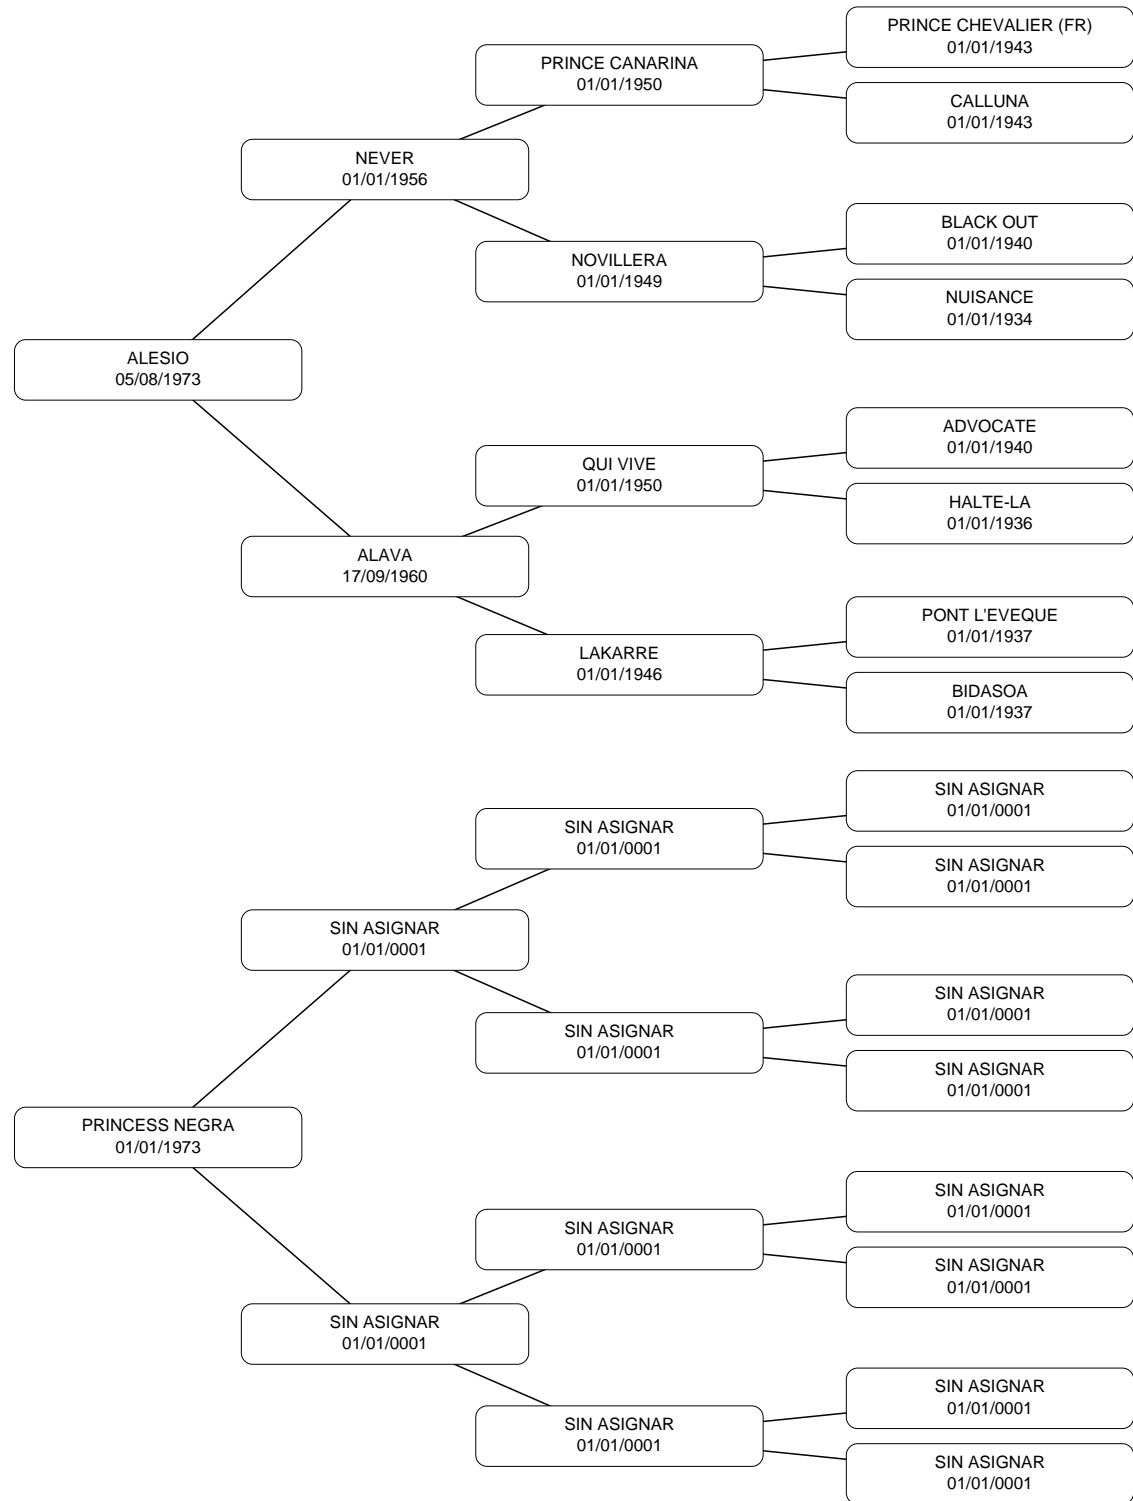 PRINCE CHEVALIER (FR)
01/01/1943
PRINCE CANARINA
01/01/1950
CALLUNA
01/01/1943
NEVER
01/01/1956
BLACK OUT
01/01/1940
NOVILLERA
01/01/1949
NUISANCE
01/01/1934
ALESIO
05/08/1973
ADVOCATE
01/01/1940
QUI VIVE
01/01/1950
HALTE-LA
01/01/1936
ALAVA
17/09/1960
PONT L'EVEQUE
01/01/1937
LAKARRE
01/01/1946
BIDASOA
01/01/1937
SIN ASIGNAR
01/01/0001
SIN ASIGNAR
01/01/0001
SIN ASIGNAR
01/01/0001
SIN ASIGNAR
01/01/0001
SIN ASIGNAR
01/01/0001
SIN ASIGNAR
01/01/0001
SIN ASIGNAR
01/01/0001
PRINCESS NEGRA
01/01/1973
SIN ASIGNAR
01/01/0001
SIN ASIGNAR
01/01/0001
SIN ASIGNAR
01/01/0001
SIN ASIGNAR
01/01/0001
SIN ASIGNAR
01/01/0001
SIN ASIGNAR
01/01/0001
SIN ASIGNAR
01/01/0001